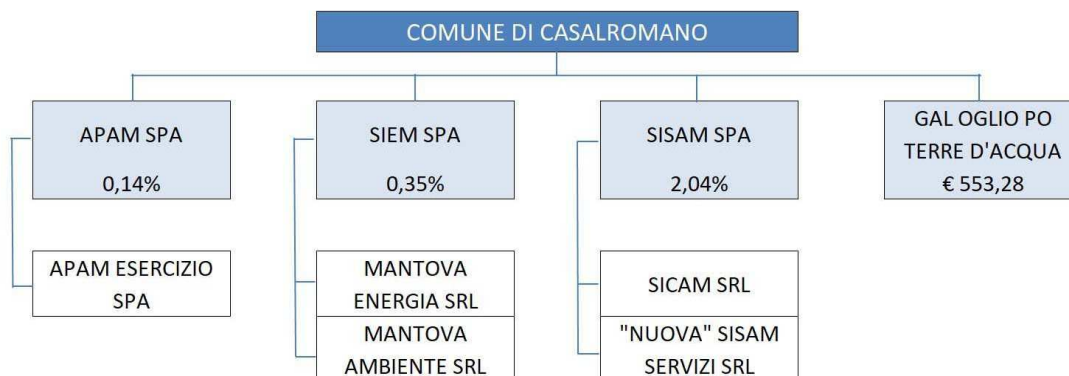 COMUNE DI CASALROMANO
APAM SPA
0,14%
SIEM SPA
0,35%
SISAM SPA
2,04%
GAL OGLIO PO
TERRE D'ACQUA
€ 553,28
APAM ESERCIZIO
SPA
MANTOVA
ENERGIA SRL
MANTOVA
AMBIENTE SRL
SICAM SRL
"NUOVA" SISAM
SERVIZI SRL